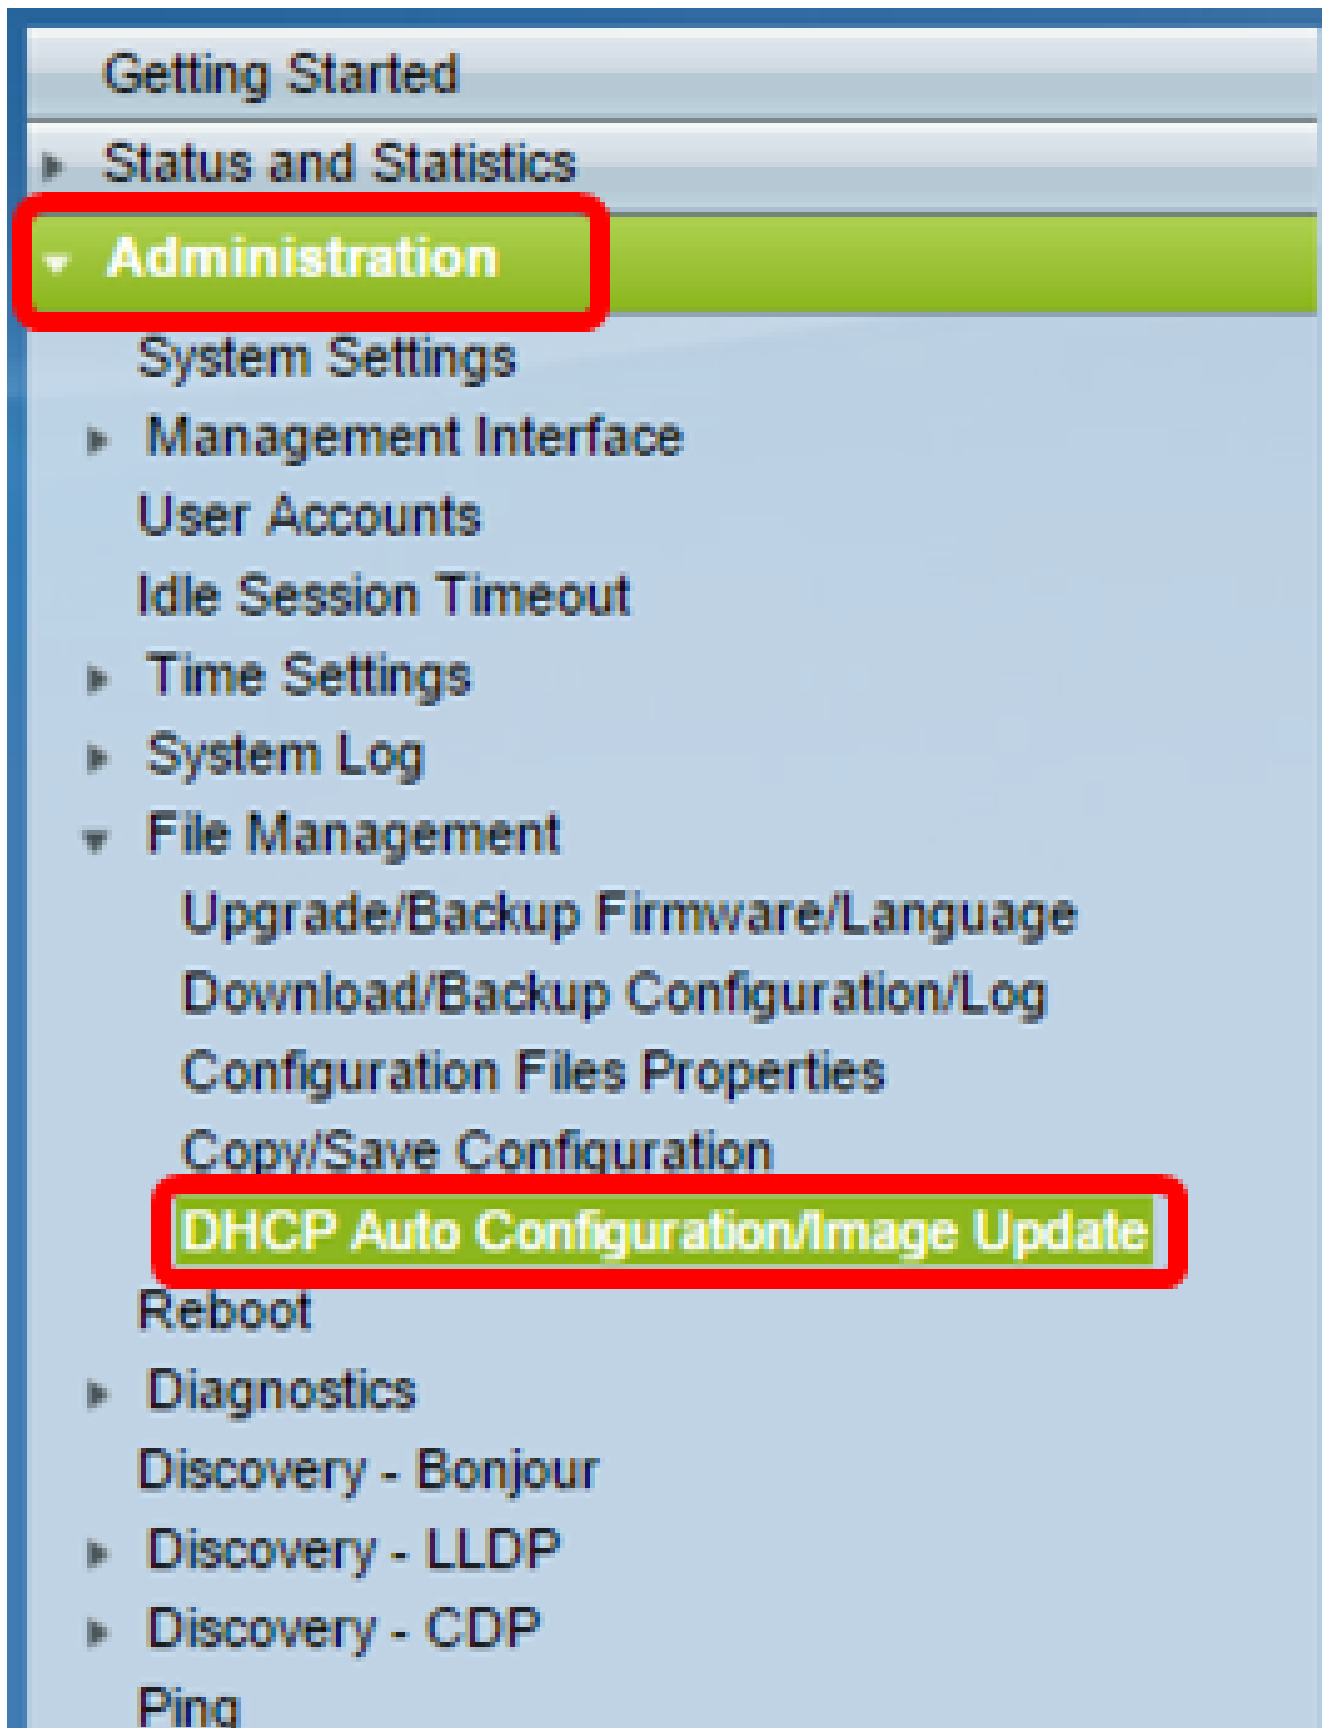 Getting Started
Status and Statistics
Administration
System Settings
Management Interface
User Accounts
Idle Session Timeout
Time Settings
System Log
File Management
Upgrade/Backup Firmware/Language
Download/Backup Configuration/Log
Configuration Files Properties
Copy/Save Configuration
DHCP Auto Configuration/Image Update
Reboot
Diagnostics
Discovery - Bonjour
Discovery - LLDP
Discovery - CDP
Ping